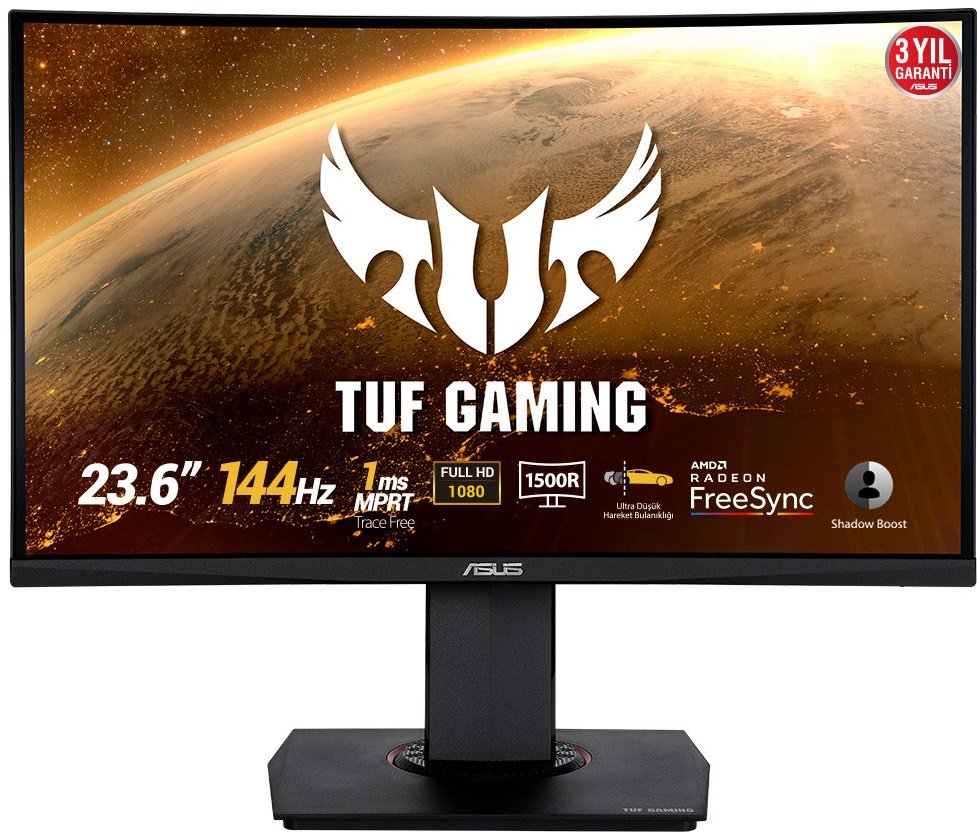 3 YIL
GARANTİ
ASUS
TUF GAMING
23.6” 144Hz
1ms
MPRT
Trace Free
FULL HD
1080
1500R
Ultra Düşük
Hareket Bulanıklığı
AMD
RADEON
FreeSync
Shadow Boost
ASUS
TUF GAMING